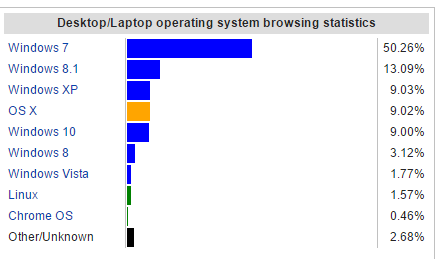 Desktop/Laptop operating system browsing statistics
Windows 7 50.26%
Windows 8.1 13.09%
Windows XP 9.03%
OS X 9.02%
Windows 10 9.00%
Windows 8 3.12%
Windows Vista 1.77%
Linux 1.57%
Chrome OS 0.46%
Other/Unknown 2.68%